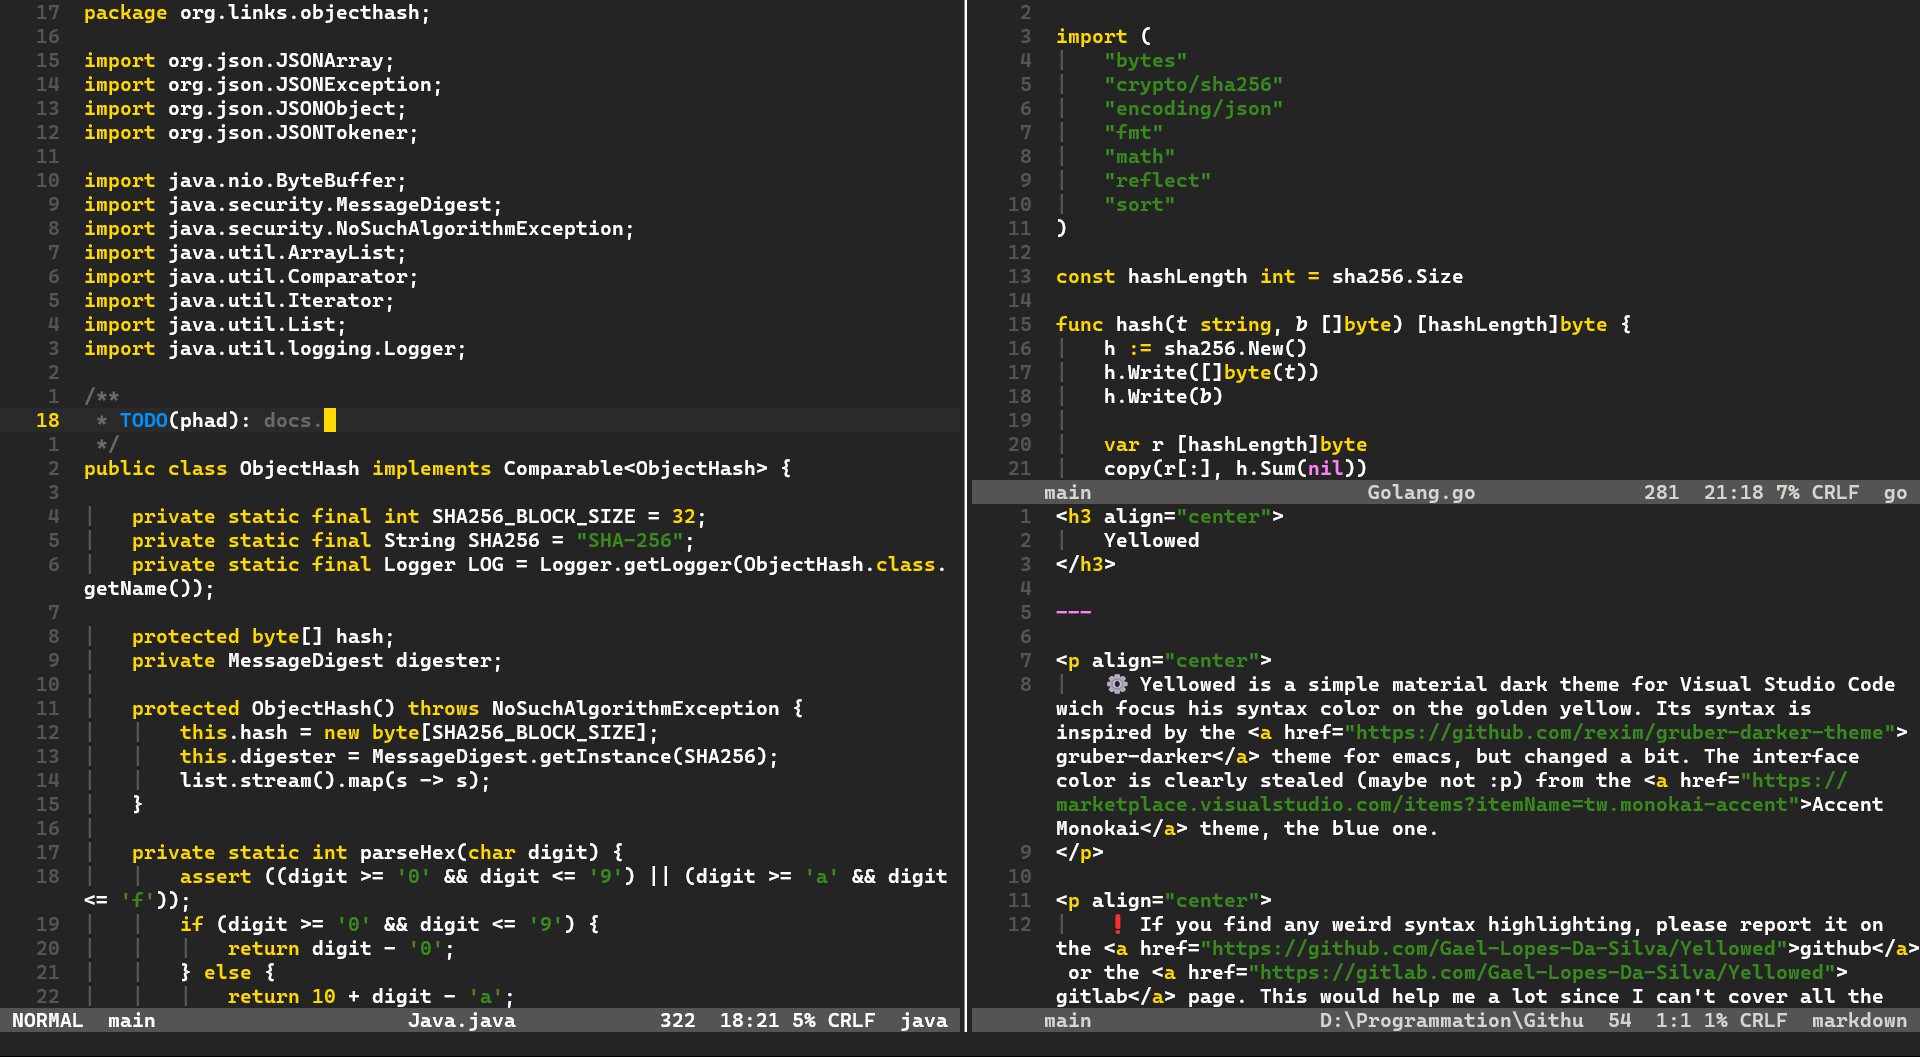 17 package org.links.objecthash;
16
15 import org.json.JSONArray;
14 import org.json.JSONException;
13 import org.json.JSONObject;
12 import org.json.JSONTokener;
11
10 import java.nio.ByteBuffer;
9 import java.security.MessageDigest;
8 import java.security.NoSuchAlgorithmException;
7 import java.util.ArrayList;
6 import java.util.Comparator;
5 import java.util.Iterator;
4 import java.util.List;
3 import java.util.logging.Logger;
2
1 /**
18 * TODO(phad): docs.
1 */
2 public class ObjectHash implements Comparable<ObjectHash> {
3
4 private static final int SHA256_BLOCK_SIZE = 32;
5 private static final String SHA256 = "SHA-256";
6 private static final Logger LOG = Logger.getLogger(ObjectHash.class.
getName());
7
8 protected byte[] hash;
9 private MessageDigest digester;
10
11 protected ObjectHash() throws NoSuchAlgorithmException {
12 this.hash = new byte[SHA256_BLOCK_SIZE];
13 this.digester = MessageDigest.getInstance(SHA256);
14 list.stream().map(s -> s);
15 }
16
17 private static int parseHex(char digit) {
18 assert ((digit >= '0' && digit <= '9') || (digit >= 'a' && digit
<= 'f'));
19 if (digit >= '0' && digit <= '9') {
20 return digit - '0';
21 } else {
22 return 10 + digit - 'a';
NORMAL main Java.java 322 18:21 5% CRLF java
2
3 import (
4 "bytes"
5 "crypto/sha256"
6 "encoding/json"
7 "fmt"
8 "math"
9 "reflect"
10 "sort"
11 )
12
13 const hashLength int = sha256.Size
14
15 func hash(t string, b []byte) [hashLength]byte {
16 h := sha256.New()
17 h.Write([]byte(t))
18 h.Write(b)
19
20 var r [hashLength]byte
21 copy(r[:], h.Sum(nil))
main Golang.go 281 21:18 7% CRLF go
1 <h3 align="center">
2 Yellowed
3 </h3>
4
5 ---
6
7 <p align="center">
8 ⚙️ Yellowed is a simple material dark theme for Visual Studio Code
wich focus his syntax color on the golden yellow. Its syntax is
inspired by the <a href="https://github.com/rexim/gruber-darker-theme">
gruber-darker</a> theme for emacs, but changed a bit. The interface
color is clearly stealed (maybe not :p) from the <a href="https://
marketplace.visualstudio.com/items?itemName=tw.monokai-accent">Accent
Monokai</a> theme, the blue one.
9 </p>
10
11 <p align="center">
12 ❗ If you find any weird syntax highlighting, please report it on
the <a href="https://github.com/Gael-Lopes-Da-Silva/Yellowed">github</a>
or the <a href="https://gitlab.com/Gael-Lopes-Da-Silva/Yellowed">
gitlab</a> page. This would help me a lot since I can't cover all the
main D:\Programmation\Githu 54 1:1 1% CRLF markdown